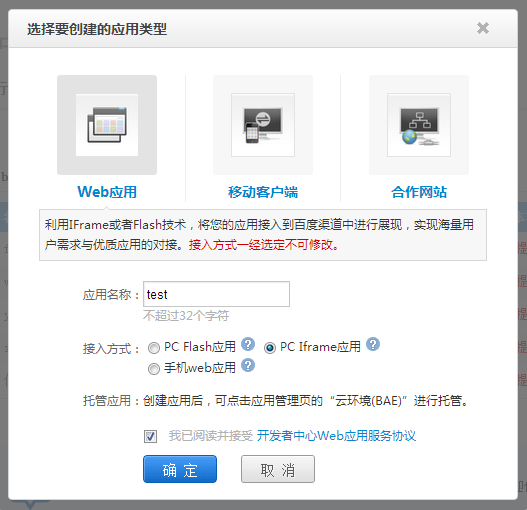 选择要创建的应用类型
Web应用
移动客户端
合作网站
利用IFrame或者Flash技术，将您的应用接入到百度渠道中进行展现，实现海量用
户需求与优质应用的对接。接入方式一经选定不可修改。
应用名称：test
不超过32个字符
接入方式： PC Flash应用 ? PC Iframe应用 ?
手机web应用 ?
托管应用：创建应用后，可点击应用管理页的“云环境(BAE)”进行托管。
我已阅读并接受 开发者中心Web应用服务协议
确 定
取 消